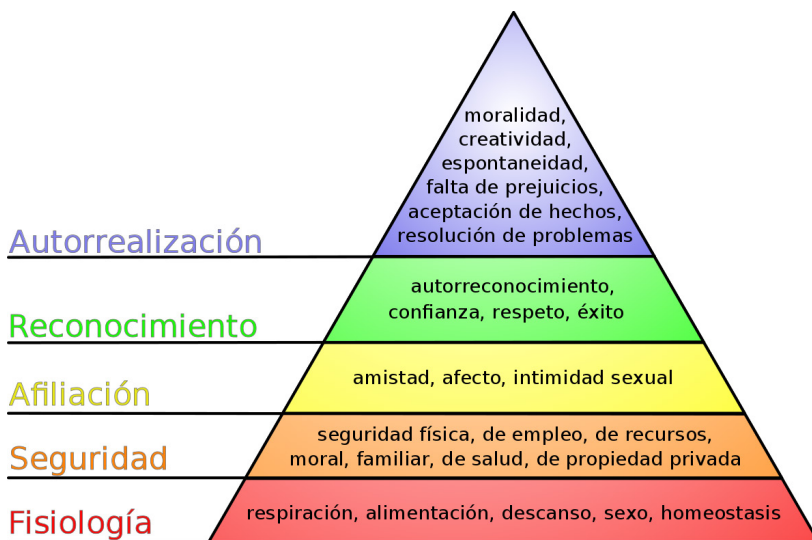 moralidad,
creatividad,
espontaneidad,
falta de prejuicios,
aceptación de hechos,
resolución de problemas
Autorrealización
autorreconocimiento,
confianza, respeto, éxito
Reconocimiento
amistad, afecto, intimidad sexual
Afiliación
seguridad física, de empleo, de recursos,
moral, familiar, de salud, de propiedad privada
Seguridad
respiración, alimentación, descanso, sexo, homeostasis
Fisiología